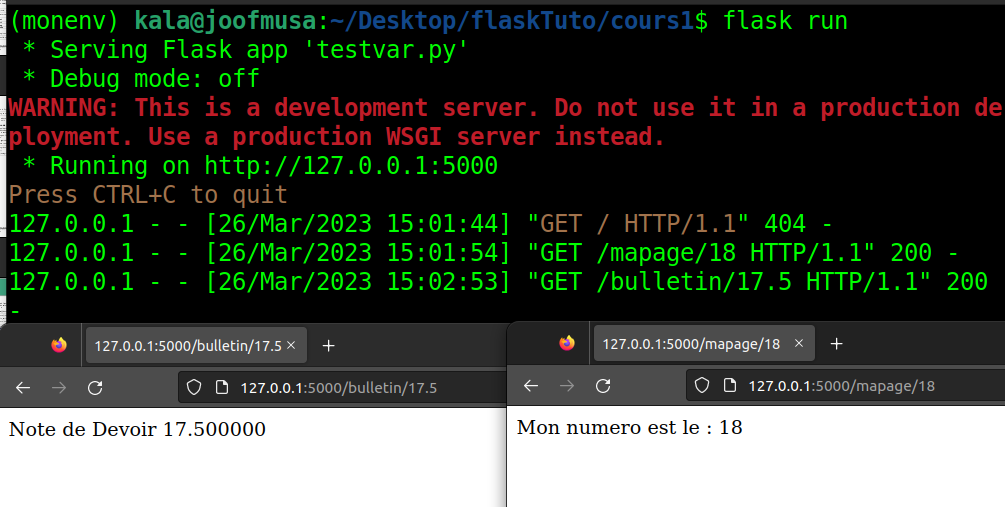 (monenv) kala@joofmusa:~/Desktop/flaskTuto/cours1$ flask run
 * Serving Flask app 'testvar.py'
 * Debug mode: off
WARNING: This is a development server. Do not use it in a production de
ployment. Use a production WSGI server instead.
 * Running on http://127.0.0.1:5000
Press CTRL+C to quit
127.0.0.1 - - [26/Mar/2023 15:01:44] "GET / HTTP/1.1" 404 -
127.0.0.1 - - [26/Mar/2023 15:01:54] "GET /mapage/18 HTTP/1.1" 200 -
127.0.0.1 - - [26/Mar/2023 15:02:53] "GET /bulletin/17.5 HTTP/1.1" 200
-
127.0.0.1:5000/bulletin/17.5
127.0.0.1:5000/bulletin/17.5
Note de Devoir 17.500000
127.0.0.1:5000/mapage/18
127.0.0.1:5000/mapage/18
Mon numero est le : 18